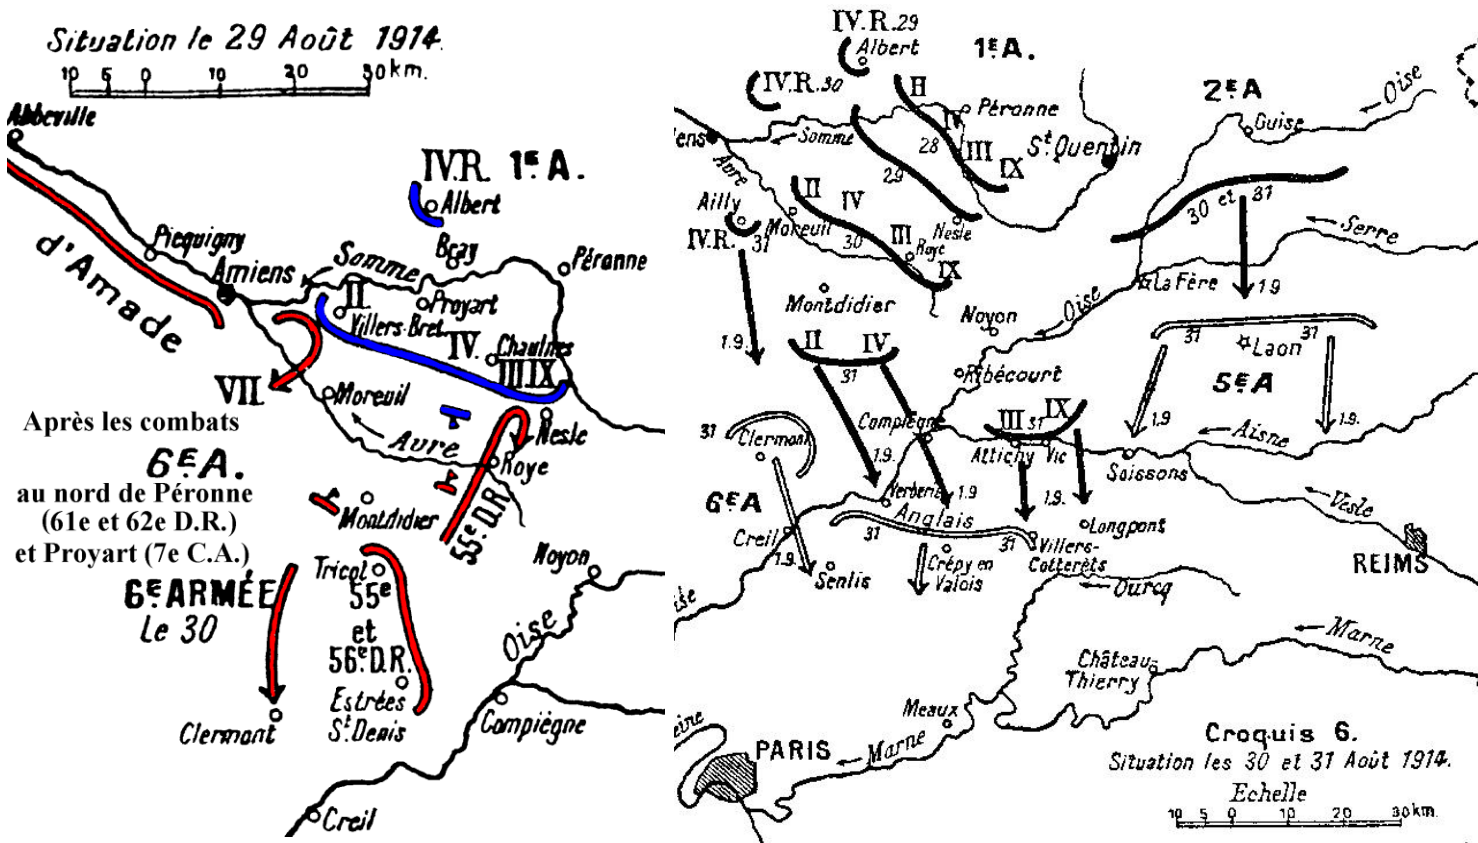 Situation le 29 Août 1914.
10 5 0 10 20 30 km.
Abbeville
IV.R. 1E A.
Albert
Picquigny
Bray
Péronne
Somme
Amiens
d'Amade
II.
Proyart
Villers-Bret.
IV.
Chaulnes
III.IX
VII.
Moreuil
Après les combats
Avre
Nesle
6E A.
Roye
au nord de Péronne
(61e et 62e D.R.)
Montdidier
55e D.R.
et Proyart (7e C.A.)
Noyon
Tricot
6E ARMÉE
55e
Le 30
et
Oise
56e D.R.
Estrées
St. Denis
Clermont
Compiègne
Creil
IV.R. 29
Albert
1E A.
IV.R. 30
II
2E A
Oise
Péronne
IV
Guise
ens
Somme
28
III
St. Quentin
Avre
IX
29
II
Ailly
IV
30 et 31
Moreuil
Nesle
Serre
IV.R. 31
30
III
Roye
IX
La Fère
Montdidier
19
Oise
Noyon
1.9.
II
IV
31
31
31
Laon
Ribécourt
5E A
IX
31
Compiègne
III
31
1.9
1.9.
Clermont
Aisne
Attichy
Vic
1.9.
Soissons
6E A
Verberie
1.9
1.9.
Vesle
Anglais
Longpont
Creil
31
31
Villers-
Cotterêts
REIMS
1.9.
Senlis
Crépy en
Valois
Ourcq
ise
Marne
Château-
Thierry
Meaux
eine
PARIS
Marne
Croquis 6.
Situation les 30 et 31 Août 1914.
Echelle
10 5 0 10 20 30 km.